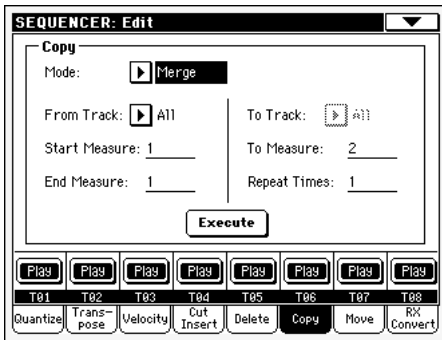 SEQUENCER: Edit
Copy
Mode: Merge
From Track: All
To Track: All
Start Measure: 1
To Measure: 2
End Measure: 1
Repeat Times: 1
Execute
Play Play Play Play Play Play Play Play
T01 T02 T03 T04 T05 T06 T07 T08
Quantize Trans-pose Velocity Cut Insert Delete Copy Move RX Convert